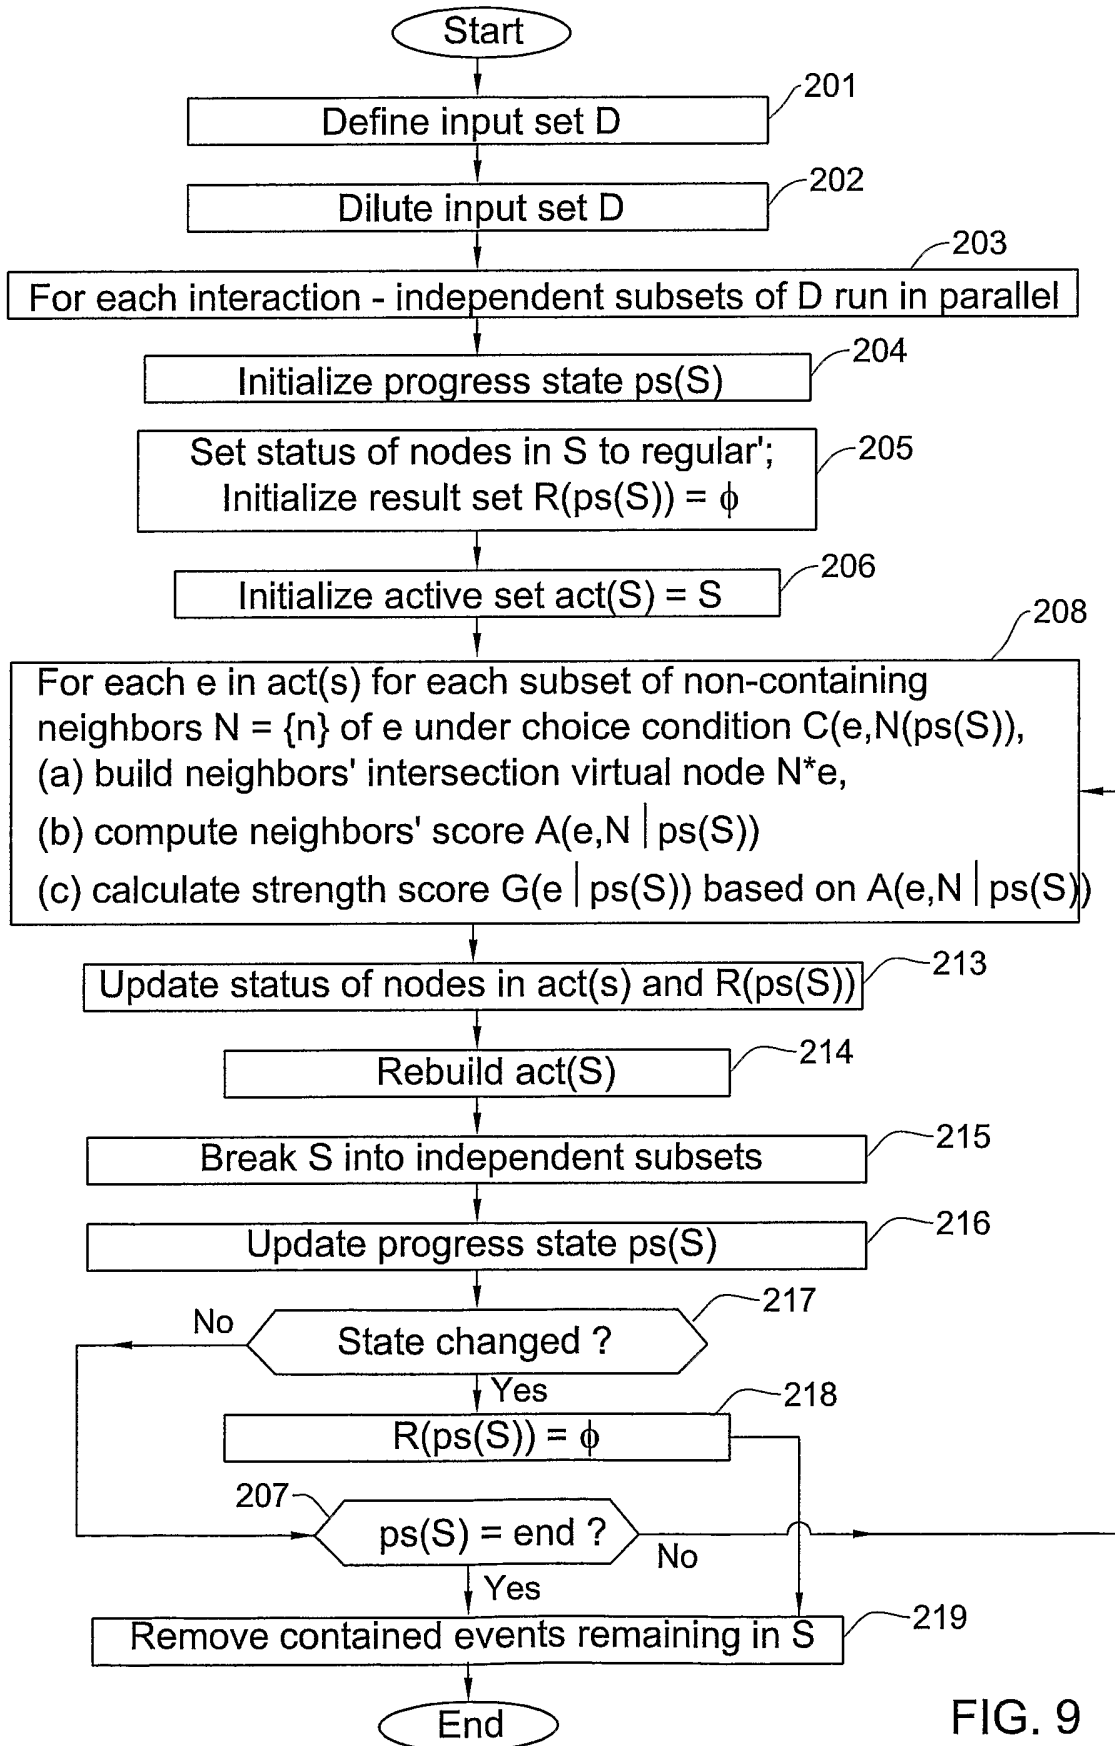 Start
201
Define input set D
202
Dilute input set D
203
For each interaction - independent subsets of D run in parallel
204
Initialize progress state ps(S)
Set status of nodes in S to regular';
Initialize result set R(ps(S)) = ϕ
205
206
Initialize active set act(S) = S
208
For each e in act(s) for each subset of non-containing
neighbors N = {n} of e under choice condition C(e,N(ps(S)),
(a) build neighbors' intersection virtual node N*e,
(b) compute neighbors' score A(e,N | ps(S))
(c) calculate strength score G(e | ps(S)) based on A(e,N | ps(S))
213
Update status of nodes in act(s) and R(ps(S))
214
Rebuild act(S)
215
Break S into independent subsets
216
Update progress state ps(S)
217
No
State changed ?
Yes
218
R(ps(S)) = ϕ
207
ps(S) = end ?
No
Yes
219
Remove contained events remaining in S
End
FIG. 9